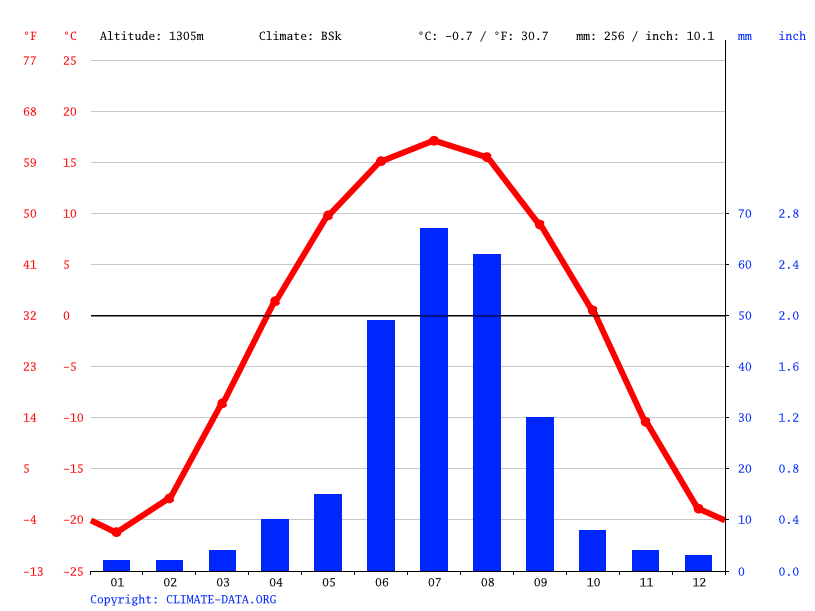 °F °C Altitude: 1305m Climate: BSk °C: -0.7 / °F: 30.7 mm: 256 / inch: 10.1 mm inch
77 25
68 20
59 15
50 10 70 2.8
41 5 60 2.4
32 0 50 2.0
23 -5 40 1.6
14 -10 30 1.2
5 -15 20 0.8
-4 -20 10 0.4
-13 -25 0 0.0
01 02 03 04 05 06 07 08 09 10 11 12
Copyright: CLIMATE-DATA.ORG